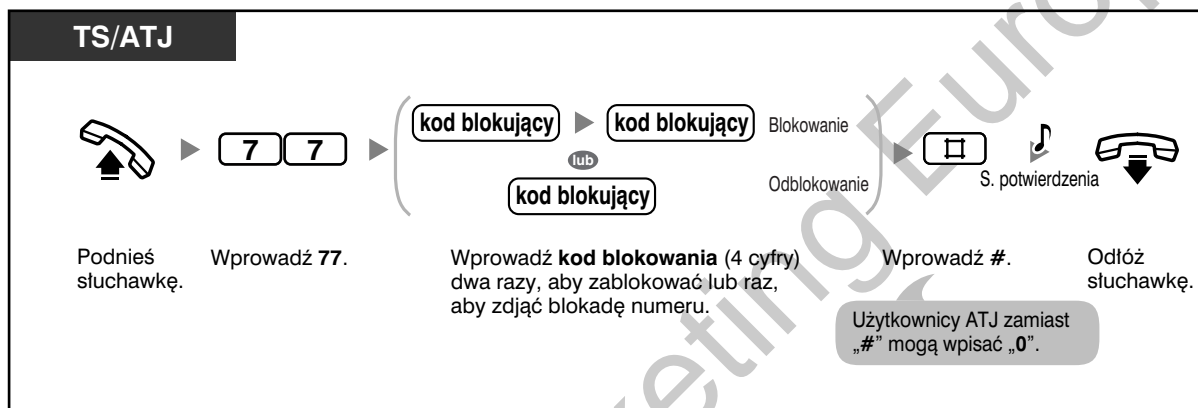 TS/ATJ
7 7
kod blokujący kod blokujący Blokowanie
lub
kod blokujący Odblokowanie
S. potwierdzenia
Podnieś
słuchawkę.
Wprowadź 77.
Wprowadź kod blokowania (4 cyfry)
dwa razy, aby zablokować lub raz,
aby zdjąć blokadę numeru.
Wprowadź #.
Użytkownicy ATJ zamiast
„#” mogą wpisać „0”.
Odłóż
słuchawkę.